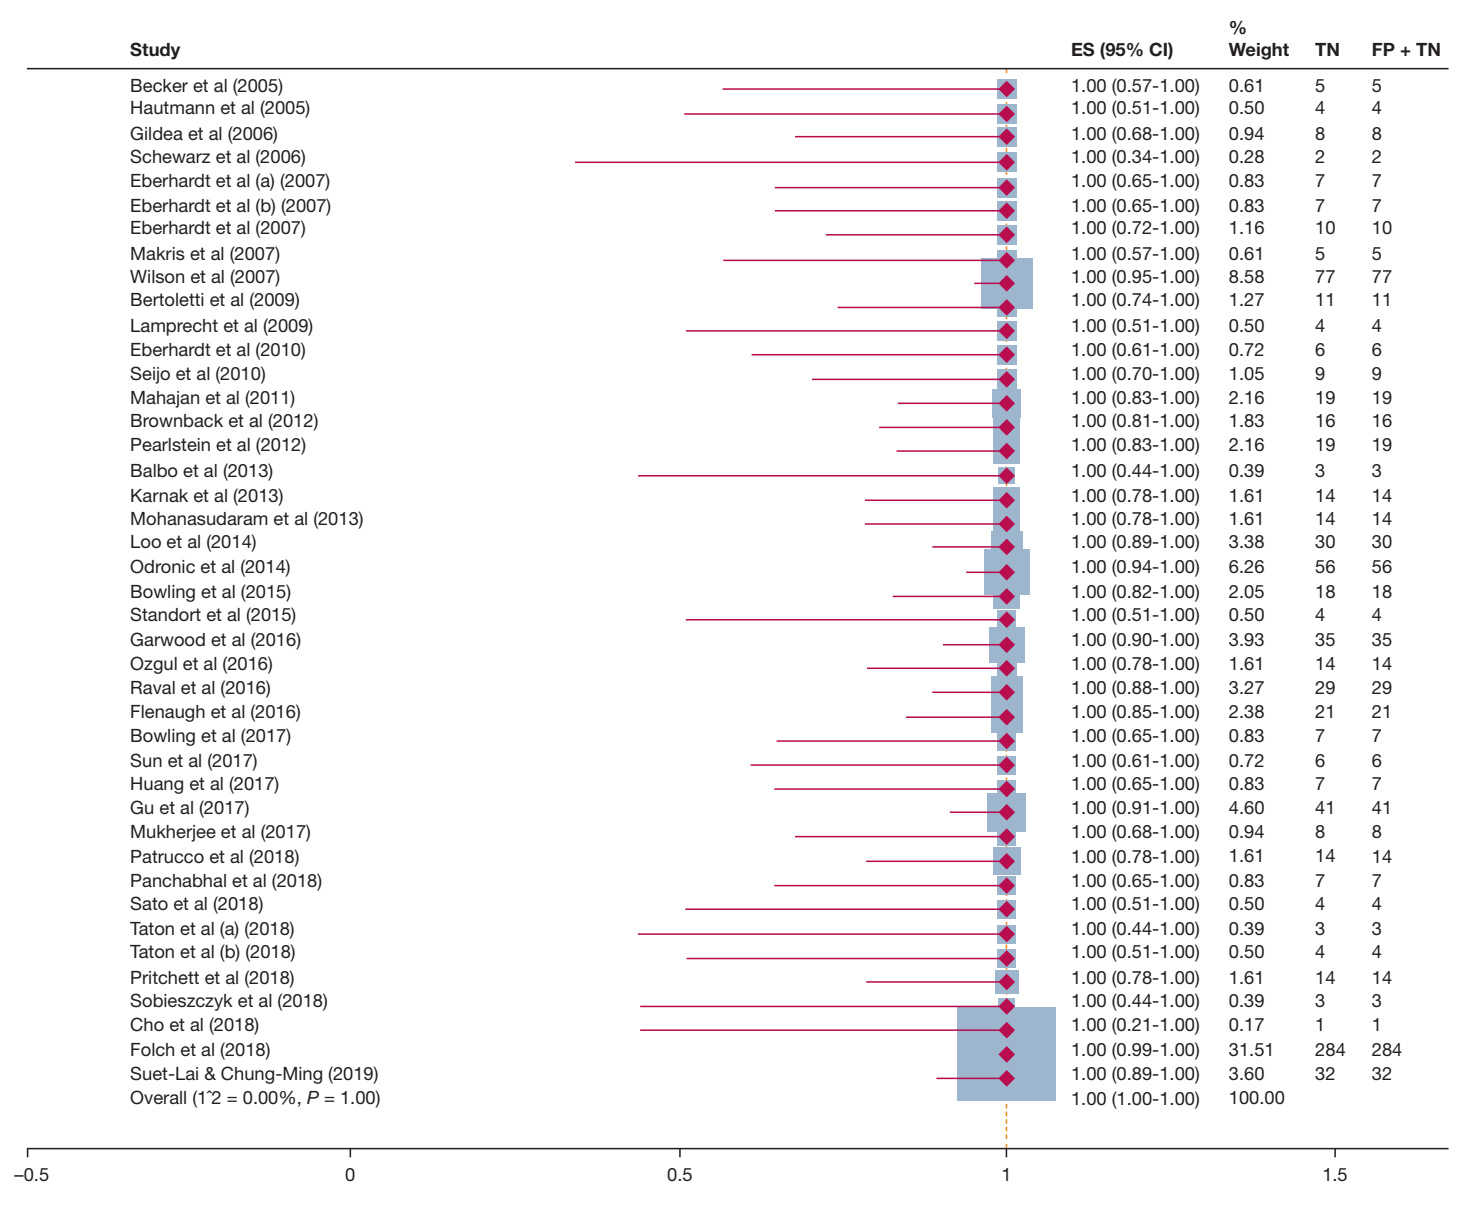 %
Study ES (95% CI) Weight TN FP + TN
Becker et al (2005) 1.00 (0.57-1.00) 0.61 5 5
Hautmann et al (2005) 1.00 (0.51-1.00) 0.50 4 4
Gildea et al (2006) 1.00 (0.68-1.00) 0.94 8 8
Schewarz et al (2006) 1.00 (0.34-1.00) 0.28 2 2
Eberhardt et al (a) (2007) 1.00 (0.65-1.00) 0.83 7 7
Eberhardt et al (b) (2007) 1.00 (0.65-1.00) 0.83 7 7
Eberhardt et al (2007) 1.00 (0.72-1.00) 1.16 10 10
Makris et al (2007) 1.00 (0.57-1.00) 0.61 5 5
Wilson et al (2007) 1.00 (0.95-1.00) 8.58 77 77
Bertoletti et al (2009) 1.00 (0.74-1.00) 1.27 11 11
Lamprecht et al (2009) 1.00 (0.51-1.00) 0.50 4 4
Eberhardt et al (2010) 1.00 (0.61-1.00) 0.72 6 6
Seijo et al (2010) 1.00 (0.70-1.00) 1.05 9 9
Mahajan et al (2011) 1.00 (0.83-1.00) 2.16 19 19
Brownback et al (2012) 1.00 (0.81-1.00) 1.83 16 16
Pearlstein et al (2012) 1.00 (0.83-1.00) 2.16 19 19
Balbo et al (2013) 1.00 (0.44-1.00) 0.39 3 3
Karnak et al (2013) 1.00 (0.78-1.00) 1.61 14 14
Mohanasudaram et al (2013) 1.00 (0.78-1.00) 1.61 14 14
Loo et al (2014) 1.00 (0.89-1.00) 3.38 30 30
Odronic et al (2014) 1.00 (0.94-1.00) 6.26 56 56
Bowling et al (2015) 1.00 (0.82-1.00) 2.05 18 18
Standort et al (2015) 1.00 (0.51-1.00) 0.50 4 4
Garwood et al (2016) 1.00 (0.90-1.00) 3.93 35 35
Ozgul et al (2016) 1.00 (0.78-1.00) 1.61 14 14
Raval et al (2016) 1.00 (0.88-1.00) 3.27 29 29
Flenaugh et al (2016) 1.00 (0.85-1.00) 2.38 21 21
Bowling et al (2017) 1.00 (0.65-1.00) 0.83 7 7
Sun et al (2017) 1.00 (0.61-1.00) 0.72 6 6
Huang et al (2017) 1.00 (0.65-1.00) 0.83 7 7
Gu et al (2017) 1.00 (0.91-1.00) 4.60 41 41
Mukherjee et al (2017) 1.00 (0.68-1.00) 0.94 8 8
Patrucco et al (2018) 1.00 (0.78-1.00) 1.61 14 14
Panchabhal et al (2018) 1.00 (0.65-1.00) 0.83 7 7
Sato et al (2018) 1.00 (0.51-1.00) 0.50 4 4
Taton et al (a) (2018) 1.00 (0.44-1.00) 0.39 3 3
Taton et al (b) (2018) 1.00 (0.51-1.00) 0.50 4 4
Pritchett et al (2018) 1.00 (0.78-1.00) 1.61 14 14
Sobieszczyk et al (2018) 1.00 (0.44-1.00) 0.39 3 3
Cho et al (2018) 1.00 (0.21-1.00) 0.17 1 1
Folch et al (2018) 1.00 (0.99-1.00) 31.51 284 284
Suet-Lai & Chung-Ming (2019) 1.00 (0.89-1.00) 3.60 32 32
Overall (1ˆ2 = 0.00%, P = 1.00) 1.00 (1.00-1.00) 100.00
−0.5 0 0.5 1 1.5